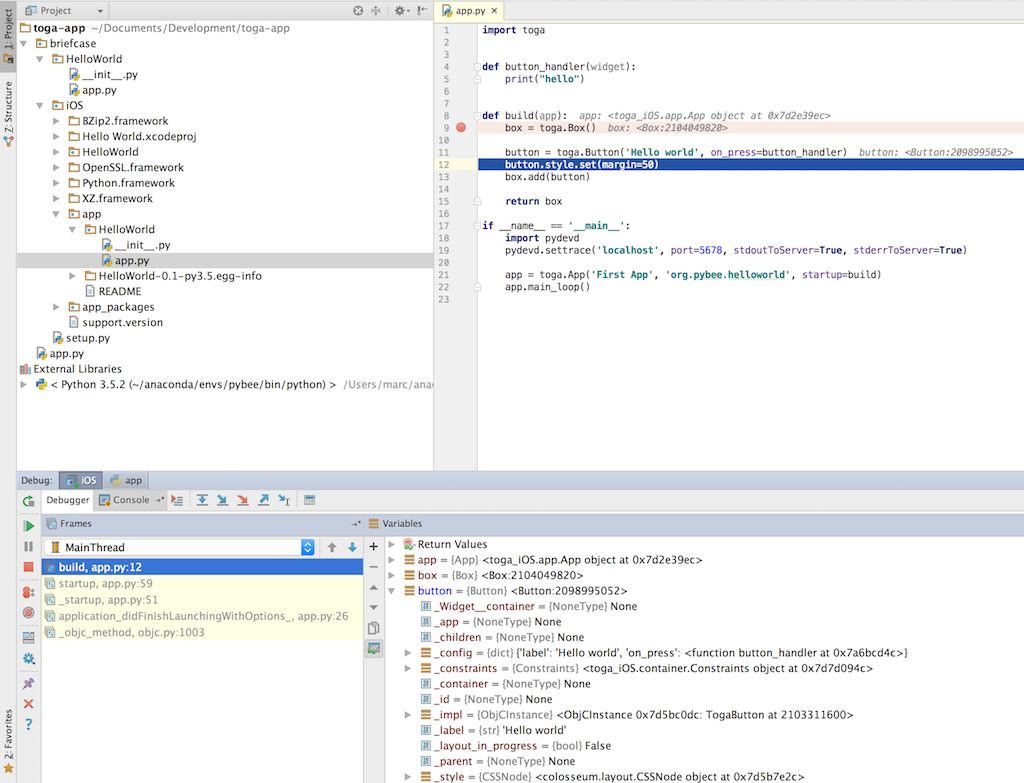 1: Project
Z: Structure
2: Favorites
Project
toga-app ~/Documents/Development/toga-app
briefcase
HelloWorld
__init__.py
app.py
iOS
BZip2.framework
Hello World.xcodeproj
HelloWorld
OpenSSL.framework
Python.framework
XZ.framework
app
HelloWorld
__init__.py
app.py
HelloWorld-0.1-py3.5.egg-info
README
app_packages
support.version
setup.py
app.py
External Libraries
< Python 3.5.2 (~/anaconda/envs/pybee/bin/python) > /Users/marc/ana
app.py
1 import toga
2
3
4 def button_handler(widget):
5 print("hello")
6
7
8 def build(app): app: <toga_iOS.app.App object at 0x7d2e39ec>
9 box = toga.Box() box: <Box:2104049820>
10
11 button = toga.Button('Hello world', on_press=button_handler) button: <Button:2098995052>
12 button.style.set(margin=50)
13 box.add(button)
14
15 return box
16
17 if __name__ == '__main__':
18 import pydevd
19 pydevd.settrace('localhost', port=5678, stdoutToServer=True, stderrToServer=True)
20
21 app = toga.App('First App', 'org.pybee.helloworld', startup=build)
22 app.main_loop()
23
Debug: iOS app
Debugger Console
Frames
MainThread
build, app.py:12
startup, app.py:59
_startup, app.py:51
application_didFinishLaunchingWithOptions_, app.py:26
_objc_method, objc.py:1003
Variables
Return Values
app = {App} <toga_iOS.app.App object at 0x7d2e39ec>
box = {Box} <Box:2104049820>
button = {Button} <Button:2098995052>
_Widget__container = {NoneType} None
_app = {NoneType} None
_children = {NoneType} None
_config = {dict} {'label': 'Hello world', 'on_press': <function button_handler at 0x7a6bcd4c>}
_constraints = {Constraints} <toga_iOS.container.Constraints object at 0x7d7d094c>
_container = {NoneType} None
_id = {NoneType} None
_impl = {ObjCInstance} <ObjCInstance 0x7d5bc0dc: TogaButton at 2103311600>
_label = {str} 'Hello world'
_layout_in_progress = {bool} False
_parent = {NoneType} None
_style = {CSSNode} <colosseum.layout.CSSNode object at 0x7d5b7e2c>